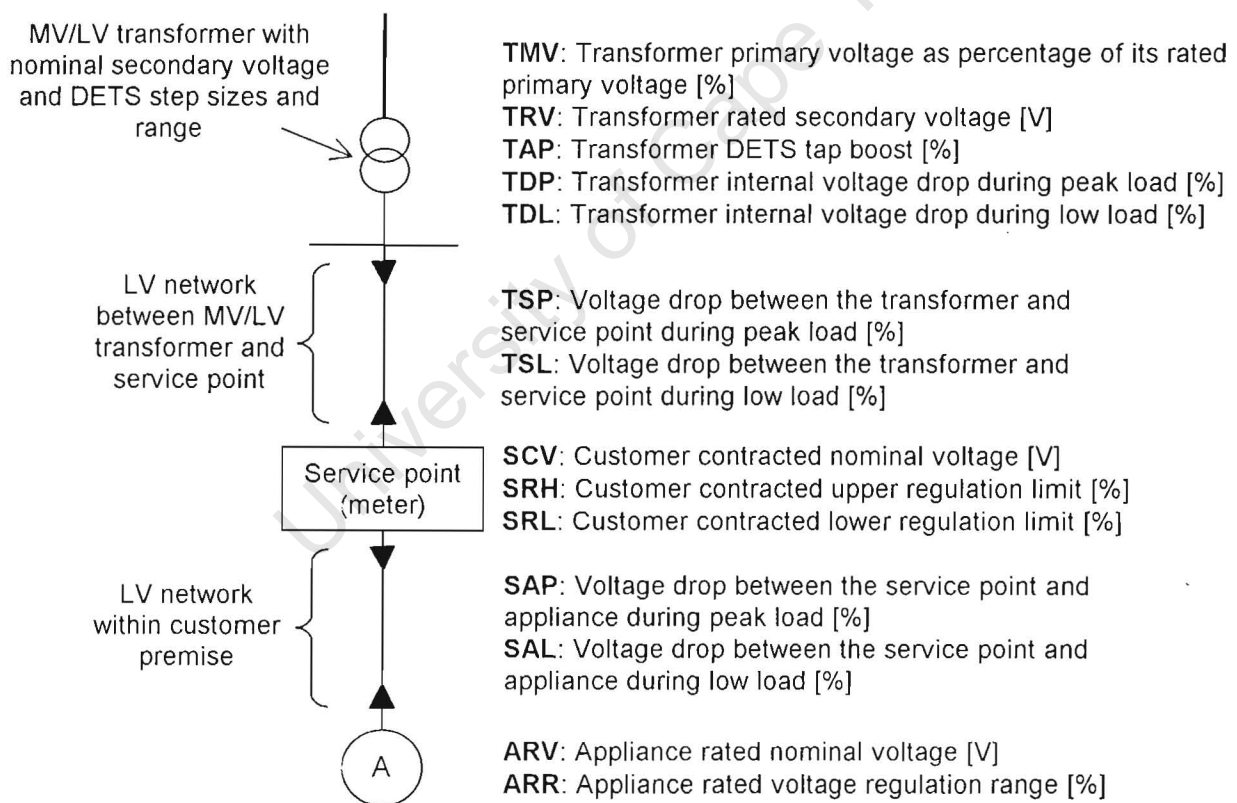 MV/LV transformer with
nominal secondary voltage
and DETS step sizes and
range
TMV: Transformer primary voltage as percentage of its rated
primary voltage [%]
TRV: Transformer rated secondary voltage [V]
TAP: Transformer DETS tap boost [%]
TDP: Transformer internal voltage drop during peak load [%]
TDL: Transformer internal voltage drop during low load [%]
LV network
between MV/LV
transformer and
service point
TSP: Voltage drop between the transformer and
service point during peak load [%]
TSL: Voltage drop between the transformer and
service point during low load [%]
Service point
(meter)
SCV: Customer contracted nominal voltage [V]
SRH: Customer contracted upper regulation limit [%]
SRL: Customer contracted lower regulation limit [%]
LV network
within customer
premise
SAP: Voltage drop between the service point and
appliance during peak load [%]
SAL: Voltage drop between the service point and
appliance during low load [%]
A
ARV: Appliance rated nominal voltage [V]
ARR: Appliance rated voltage regulation range [%]
University of Cape